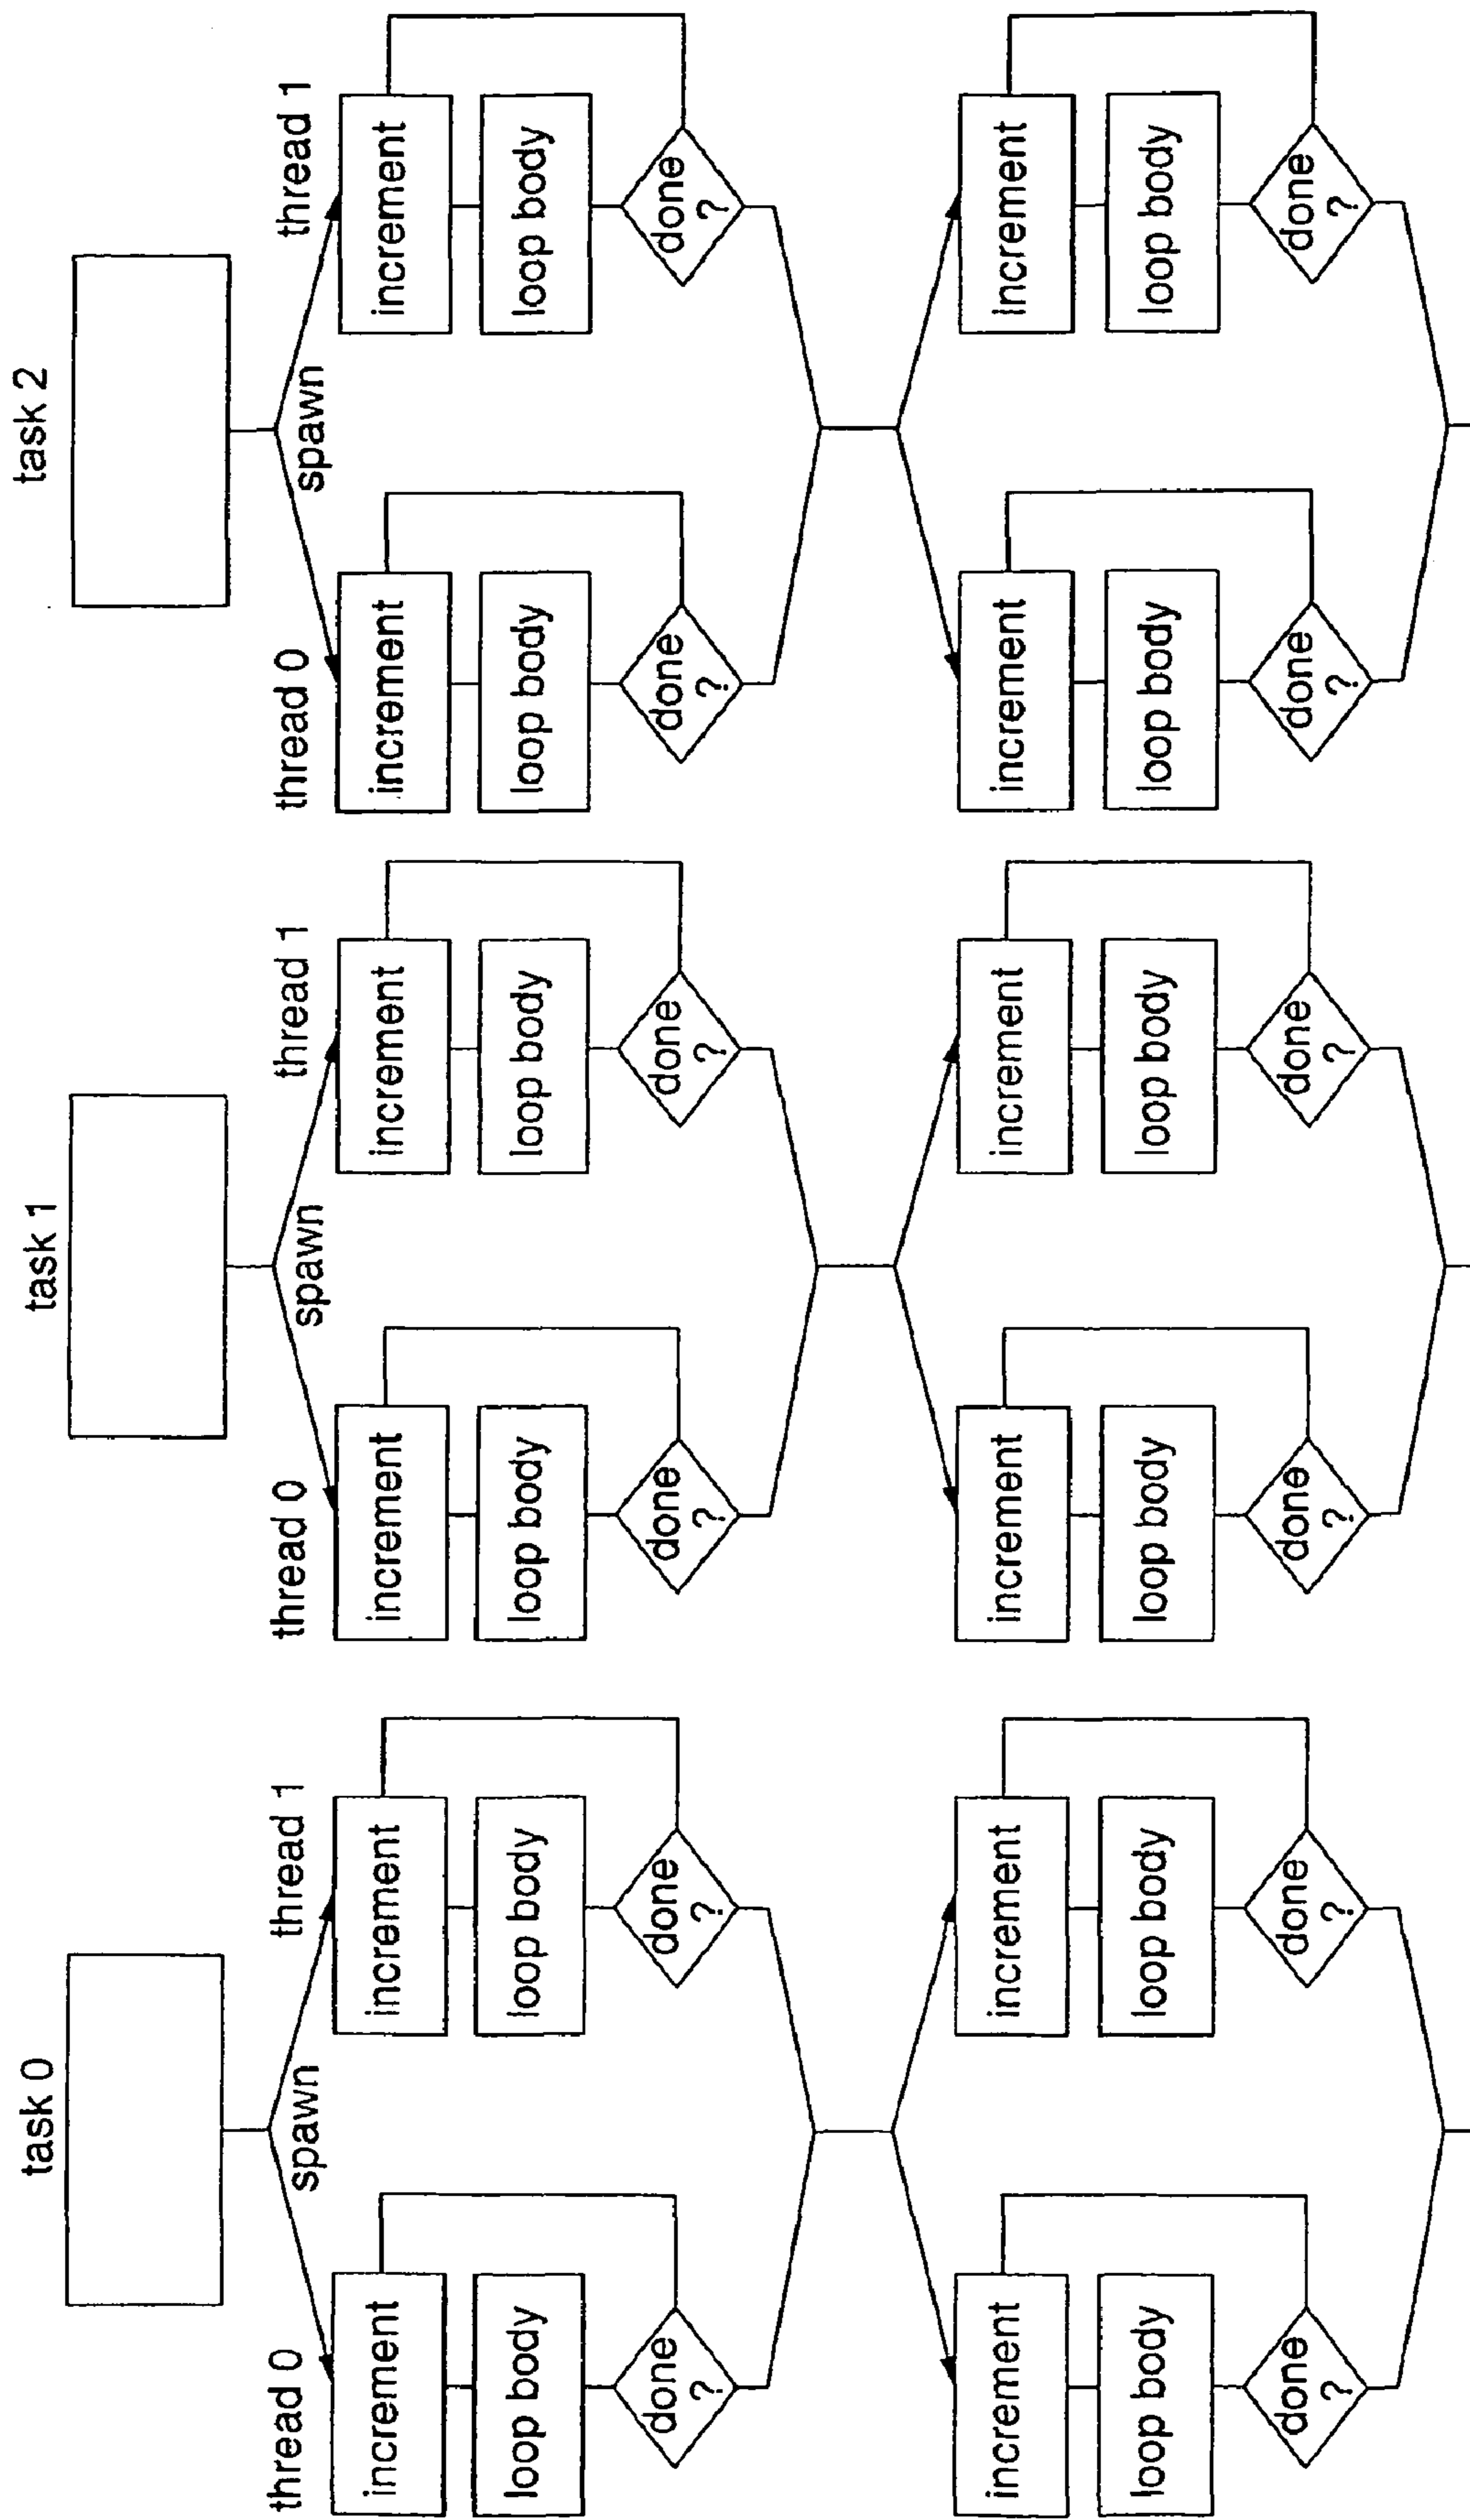 task 0
task 1
task 2
thread 0
thread 1
thread 0
thread 1
thread 0
thread 1
spawn
spawn
spawn
increment
increment
increment
increment
increment
increment
loop body
loop body
loop body
loop body
loop body
loop body
done
?
done
?
done
?
done
?
done
?
done
?
increment
increment
increment
increment
increment
increment
loop body
loop body
loop body
loop body
loop body
loop body
done
?
done
?
done
?
done
?
done
?
done
?